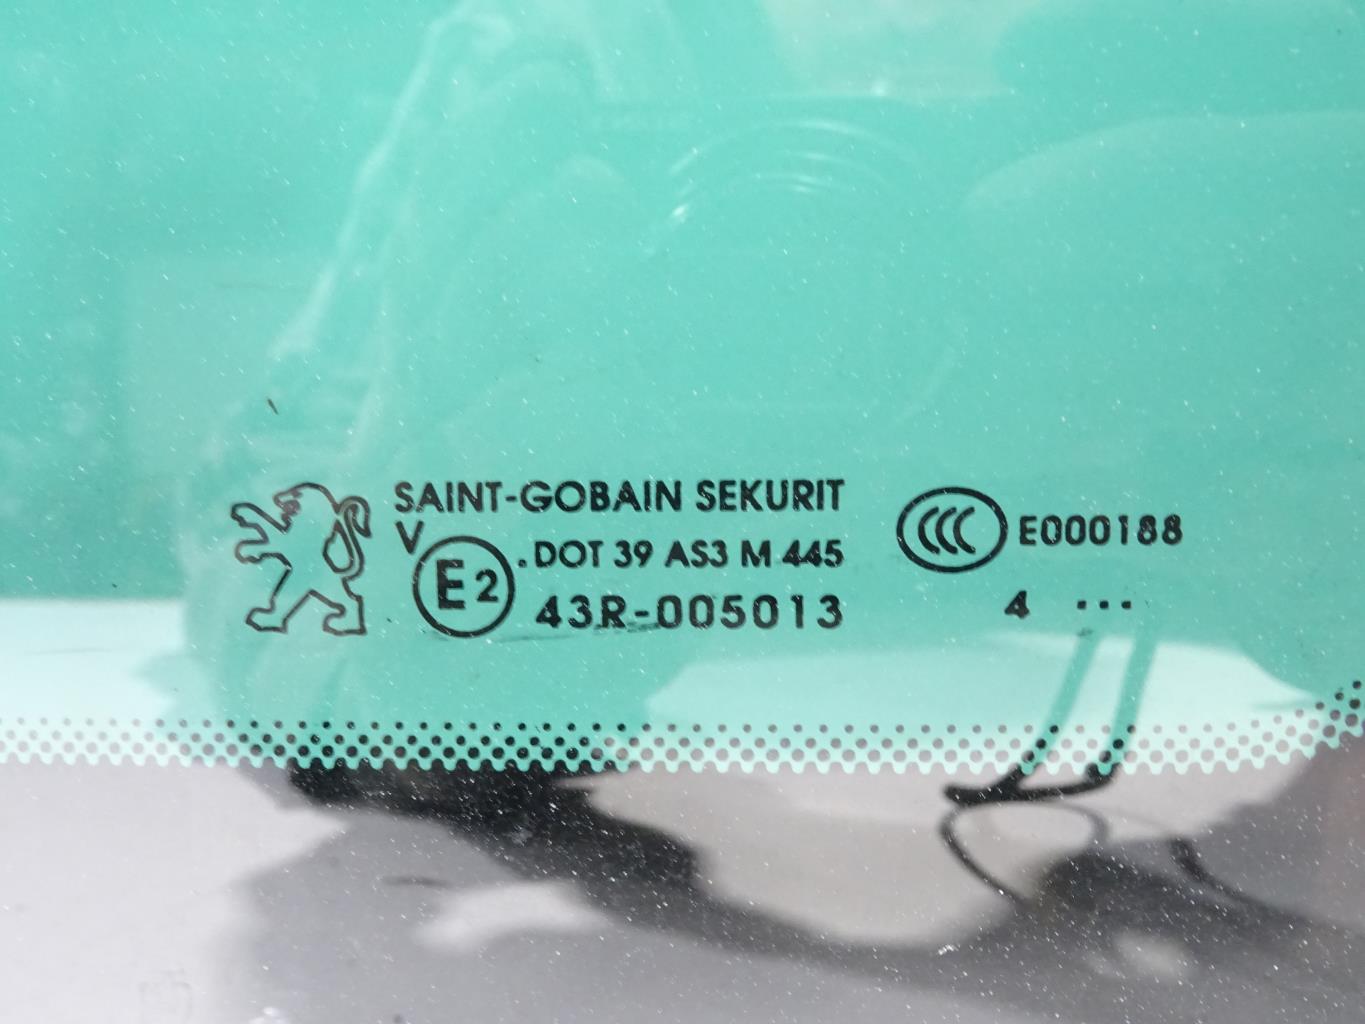 SAINT-GOBAIN SEKURIT
V
E2
.DOT 39 AS3 M 445
43R-005013
CCC E000188
4 ...